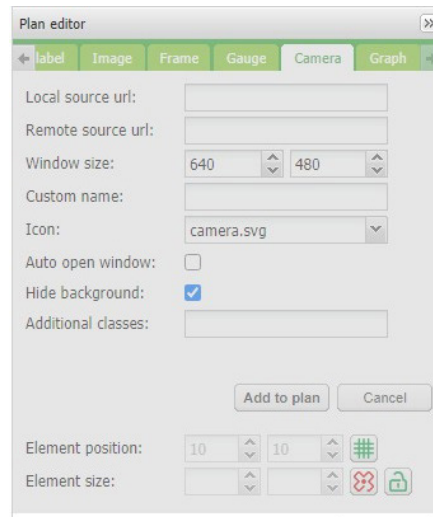 Plan editor
label Image Frame Gauge Camera Graph
Local source url:
Remote source url:
Window size: 640 480
Custom name:
Icon: camera.svg
Auto open window:
Hide background:
Additional classes:
Add to plan Cancel
Element position: 10 10
Element size: